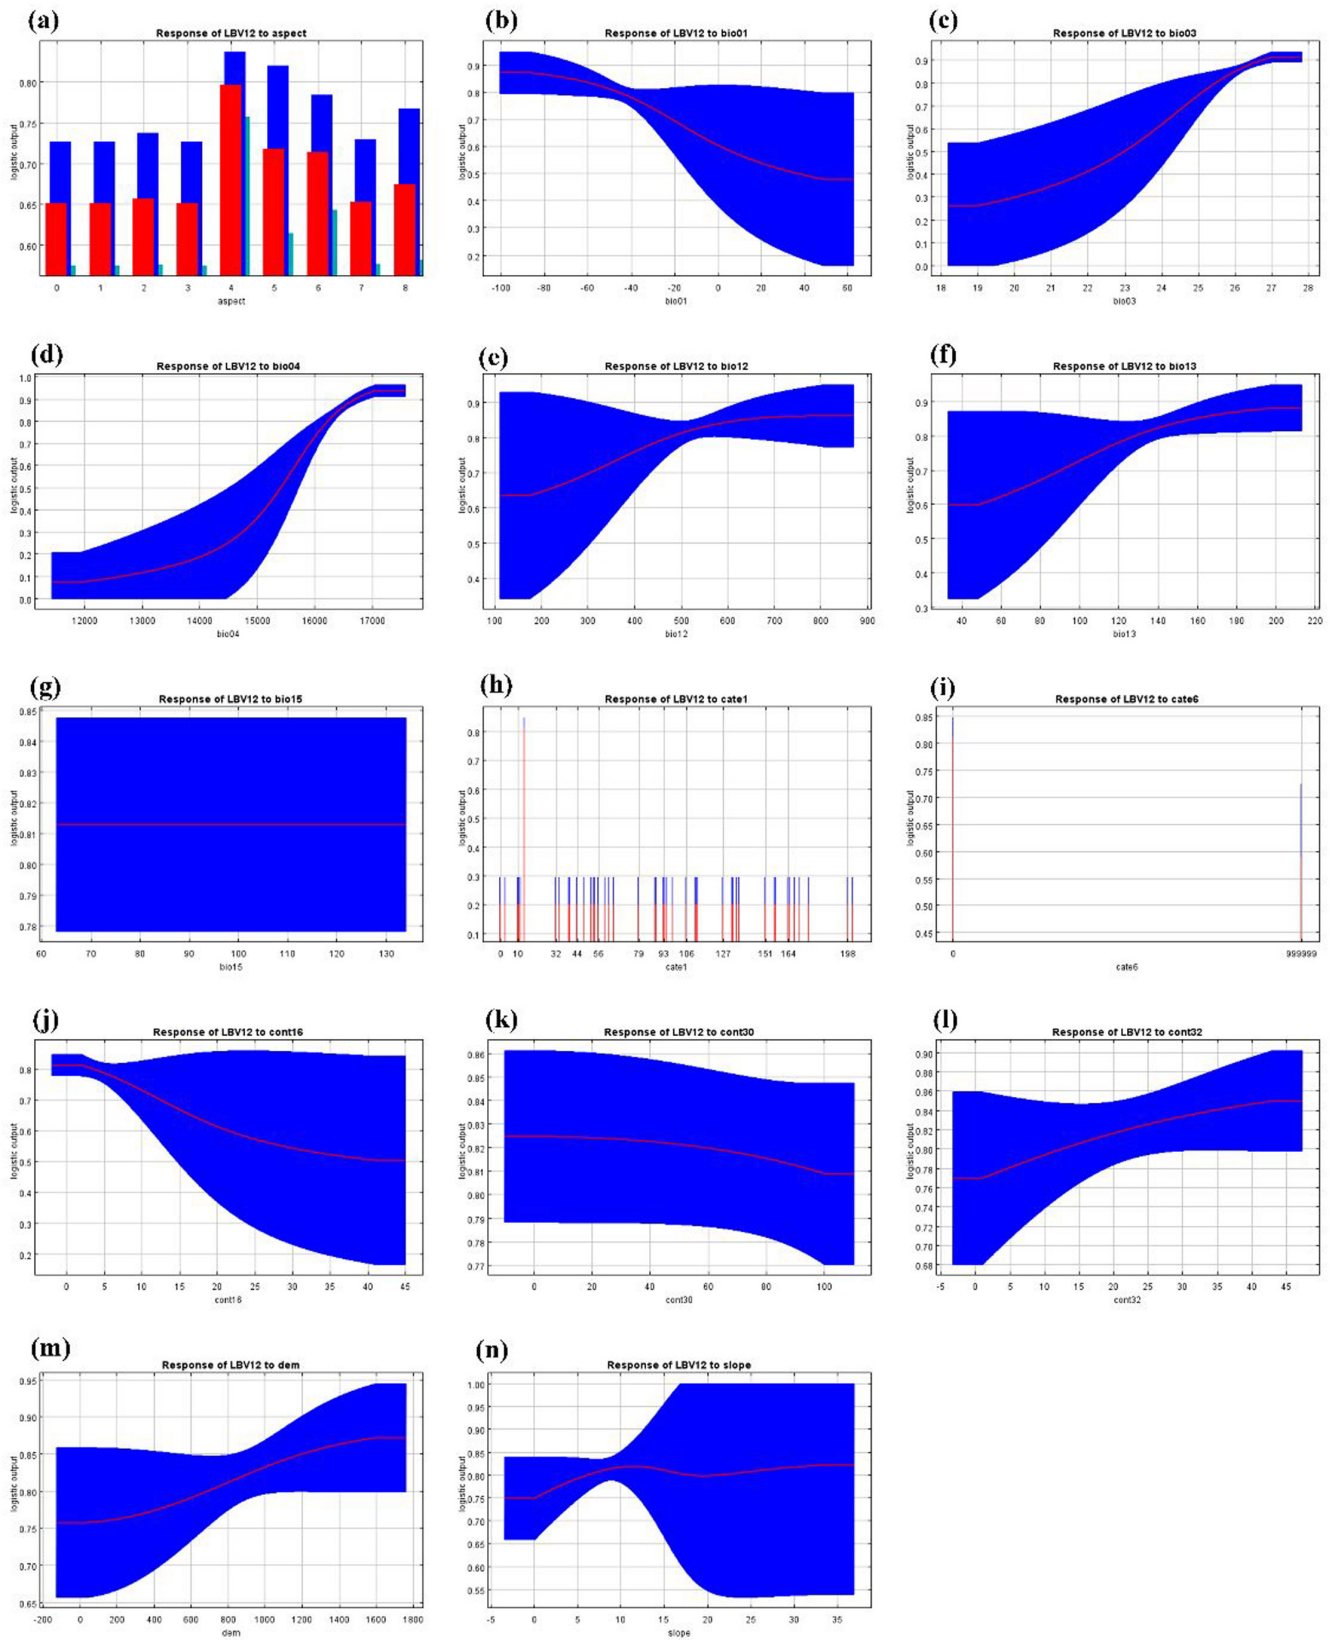 (a)
Response of LBV12 to aspect
logistic output
0.80
0.75
0.70
0.65
0.60
0 1 2 3 4 5 6 7 8
aspect
(b)
Response of LBV12 to bio01
logistic output
0.9
0.8
0.7
0.6
0.5
0.4
0.3
0.2
-100 -80 -60 -40 -20 0 20 40 60
bio01
(c)
Response of LBV12 to bio03
logistic output
0.9
0.8
0.7
0.6
0.5
0.4
0.3
0.2
0.1
0.0
18 19 20 21 22 23 24 25 26 27 28
bio03
(d)
Response of LBV12 to bio04
logistic output
1.0
0.9
0.8
0.7
0.6
0.5
0.4
0.3
0.2
0.1
0.0
12000 13000 14000 15000 16000 17000
bio04
(e)
Response of LBV12 to bio12
logistic output
0.9
0.8
0.7
0.6
0.5
0.4
100 200 300 400 500 600 700 800 900
bio12
(f)
Response of LBV12 to bio13
logistic output
0.9
0.8
0.7
0.6
0.5
0.4
0.3
40 60 80 100 120 140 160 180 200 220
bio13
(g)
Response of LBV12 to bio15
logistic output
0.85
0.84
0.83
0.82
0.81
0.80
0.79
0.78
60 70 80 90 100 110 120 130
bio15
(h)
Response of LBV12 to cate1
logistic output
0.8
0.7
0.6
0.5
0.4
0.3
0.2
0.1
0 10 32 44 56 79 93 106 127 151 164 198
cate1
(i)
Response of LBV12 to cate6
logistic output
0.85
0.80
0.75
0.70
0.65
0.60
0.55
0.50
0.45
0 999999
cate6
(j)
Response of LBV12 to cont16
logistic output
0.8
0.7
0.6
0.5
0.4
0.3
0.2
0 5 10 15 20 25 30 35 40 45
cont16
(k)
Response of LBV12 to cont30
logistic output
0.86
0.85
0.84
0.83
0.82
0.81
0.80
0.79
0.78
0.77
0 20 40 60 80 100
cont30
(l)
Response of LBV12 to cont32
logistic output
0.90
0.88
0.86
0.84
0.82
0.80
0.78
0.76
0.74
0.72
0.70
0.68
-5 0 5 10 15 20 25 30 35 40 45
cont32
(m)
Response of LBV12 to dem
logistic output
0.95
0.90
0.85
0.80
0.75
0.70
0.65
-200 0 200 400 600 800 1000 1200 1400 1600 1800
dem
(n)
Response of LBV12 to slope
logistic output
1.00
0.95
0.90
0.85
0.80
0.75
0.70
0.65
0.60
0.55
-5 0 5 10 15 20 25 30 35
slope